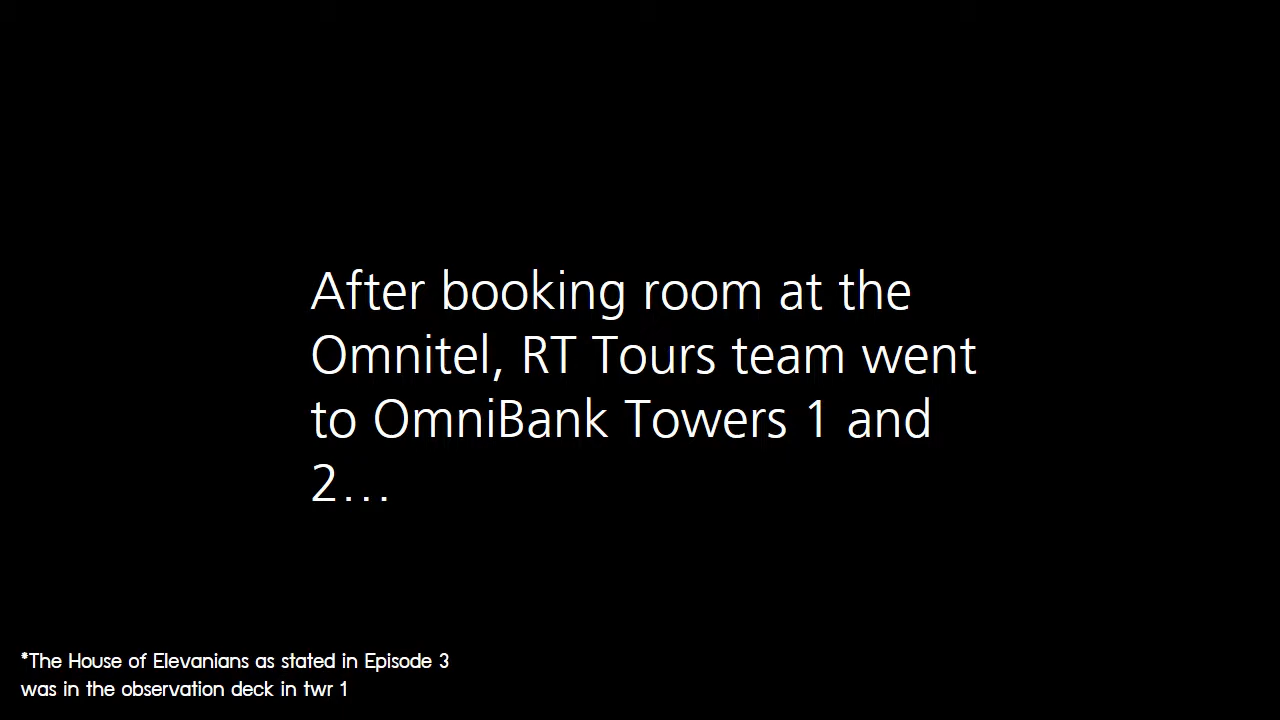 After booking room at the
Omnitel, RT Tours team went
to OmniBank Towers 1 and
2…
*The House of Elevanians as stated in Episode 3
was in the observation deck in twr 1